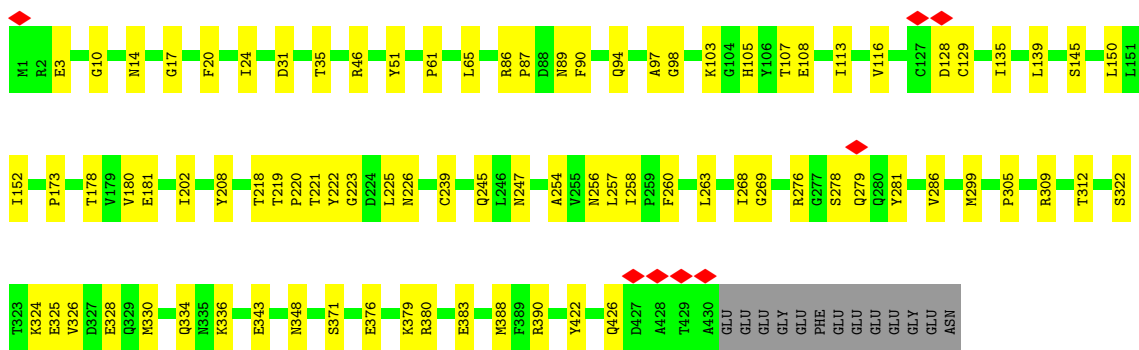 M1 R2 E3 G10 N14 G17 F20 I24 D31 T35 R46 Y51 P61 L65 R86 P87 D88 N89 F90 Q94 A97 G98 K103 G104 H105 Y106 T107 E108 I113 V116 C127 D128 C129 I135 L139 S145 L150 L151
I152 P173 T178 V179 V180 E181 I202 Y208 T218 T219 P220 T221 Y222 G223 D224 L225 N226 C239 Q245 L246 N247 A254 V255 N256 L257 I258 P259 F260 L263 I268 G269 R276 G277 S278 Q279 Q280 Y281 V286 M299 P305 R309 T312 S322
T323 K324 E325 V326 D327 E328 Q329 M330 Q334 N335 K336 E343 N348 S371 E376 K379 R380 E383 M388 F389 R390 Y422 Q426 D427 A428 T429 A430 GLU GLU GLU GLY GLU PHE GLU GLU GLU GLU GLY GLU ASN